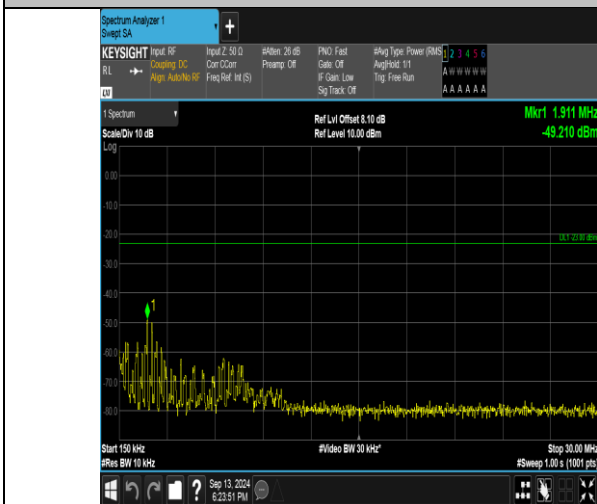 Spectrum Analyzer 1
Swept SA
+
KEYSIGHT Input: RF Input Z: 50 Ω #Atten: 26 dB PNO: Fast #Avg Type: Power (RMS 1 2 3 4 5 6
RL Coupling: DC Corr CCorr Preamp: Off Gate: Off Avg|Hold: 1/1 A W W W W W
Align: Auto/No RF Freq Ref: Int (S) IF Gain: Low Trig: Free Run
LXI Sig Track: Off A A A A A A
1 Spectrum Ref Lvl Offset 8.10 dB Mkr1 1.911 MHz
Scale/Div 10 dB Ref Level 10.00 dBm -49.210 dBm
Log
0.00
-10.0
-20.0
DL1 -23.00 dBm
-30.0
-40.0
1
-50.0
-60.0
-70.0
-80.0
Start 150 kHz #Video BW 30 kHz* Stop 30.00 MHz
#Res BW 10 kHz #Sweep 1.00 s (1001 pts)
? Sep 13, 2024
6:23:51 PM